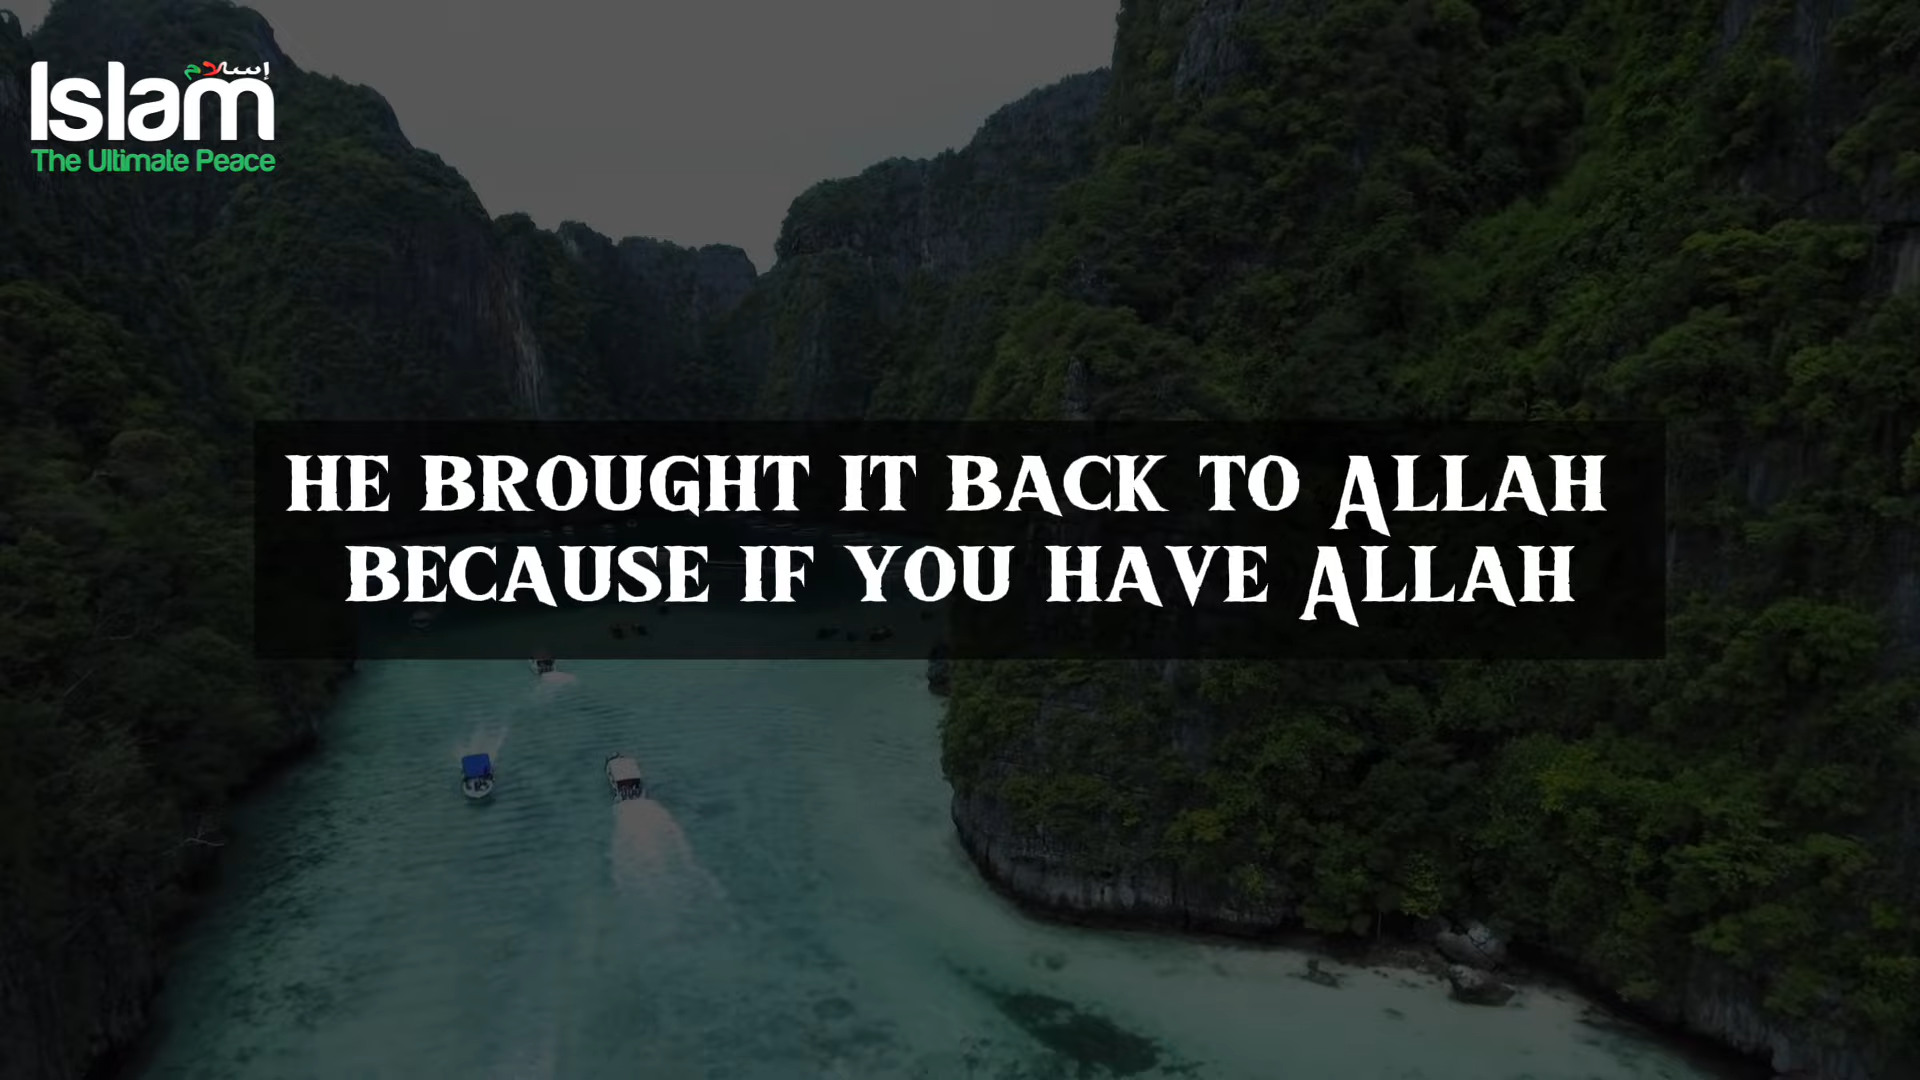 إسلام
Islam
The Ultimate Peace
HE BROUGHT IT BACK TO ALLAH
BECAUSE IF YOU HAVE ALLAH